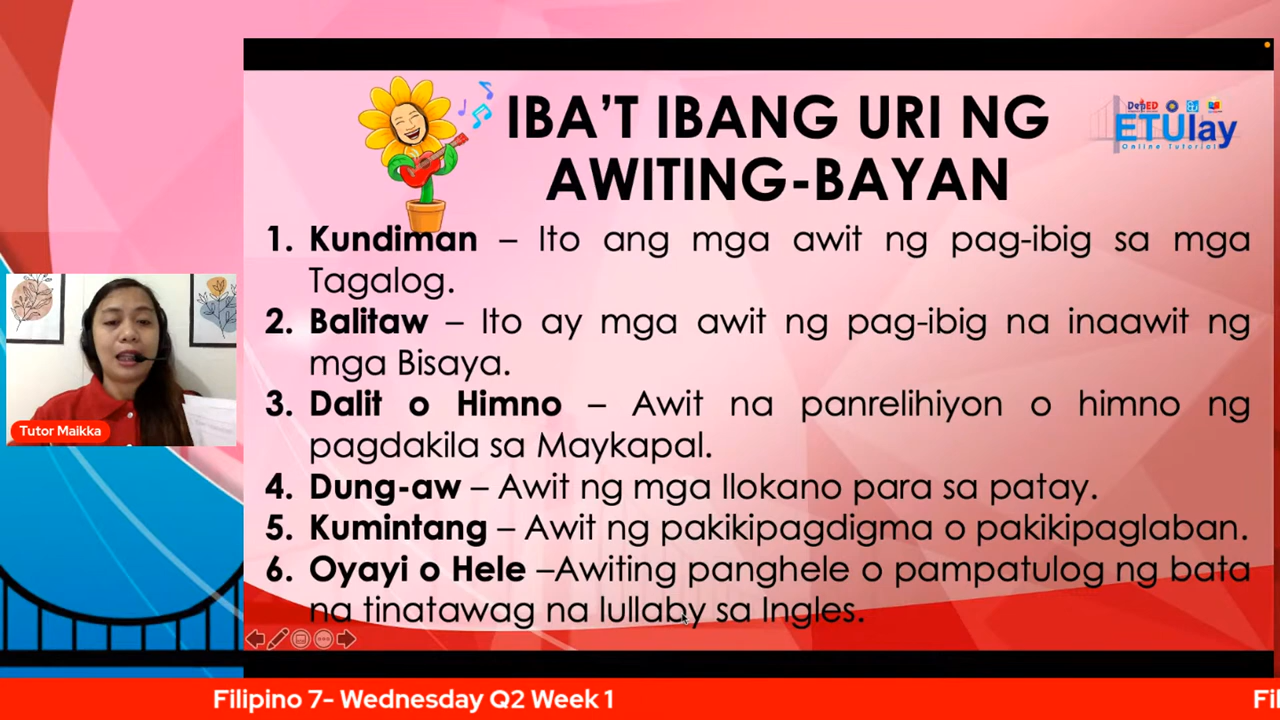 IBA'T IBANG URI NG
AWITING-BAYAN
DepED
ETUlay
Online Tutorial
1. Kundiman – Ito ang mga awit ng pag-ibig sa mga
Tagalog.
2. Balitaw – Ito ay mga awit ng pag-ibig na inaawit ng
mga Bisaya.
3. Dalit o Himno – Awit na panrelihiyon o himno ng
pagdakila sa Maykapal.
4. Dung-aw – Awit ng mga Ilokano para sa patay.
5. Kumintang – Awit ng pakikipagdigma o pakikipaglaban.
6. Oyayi o Hele –Awiting panghele o pampatulog ng bata
na tinatawag na lullaby sa Ingles.
Tutor Maikka
Filipino 7- Wednesday Q2 Week 1
Fil